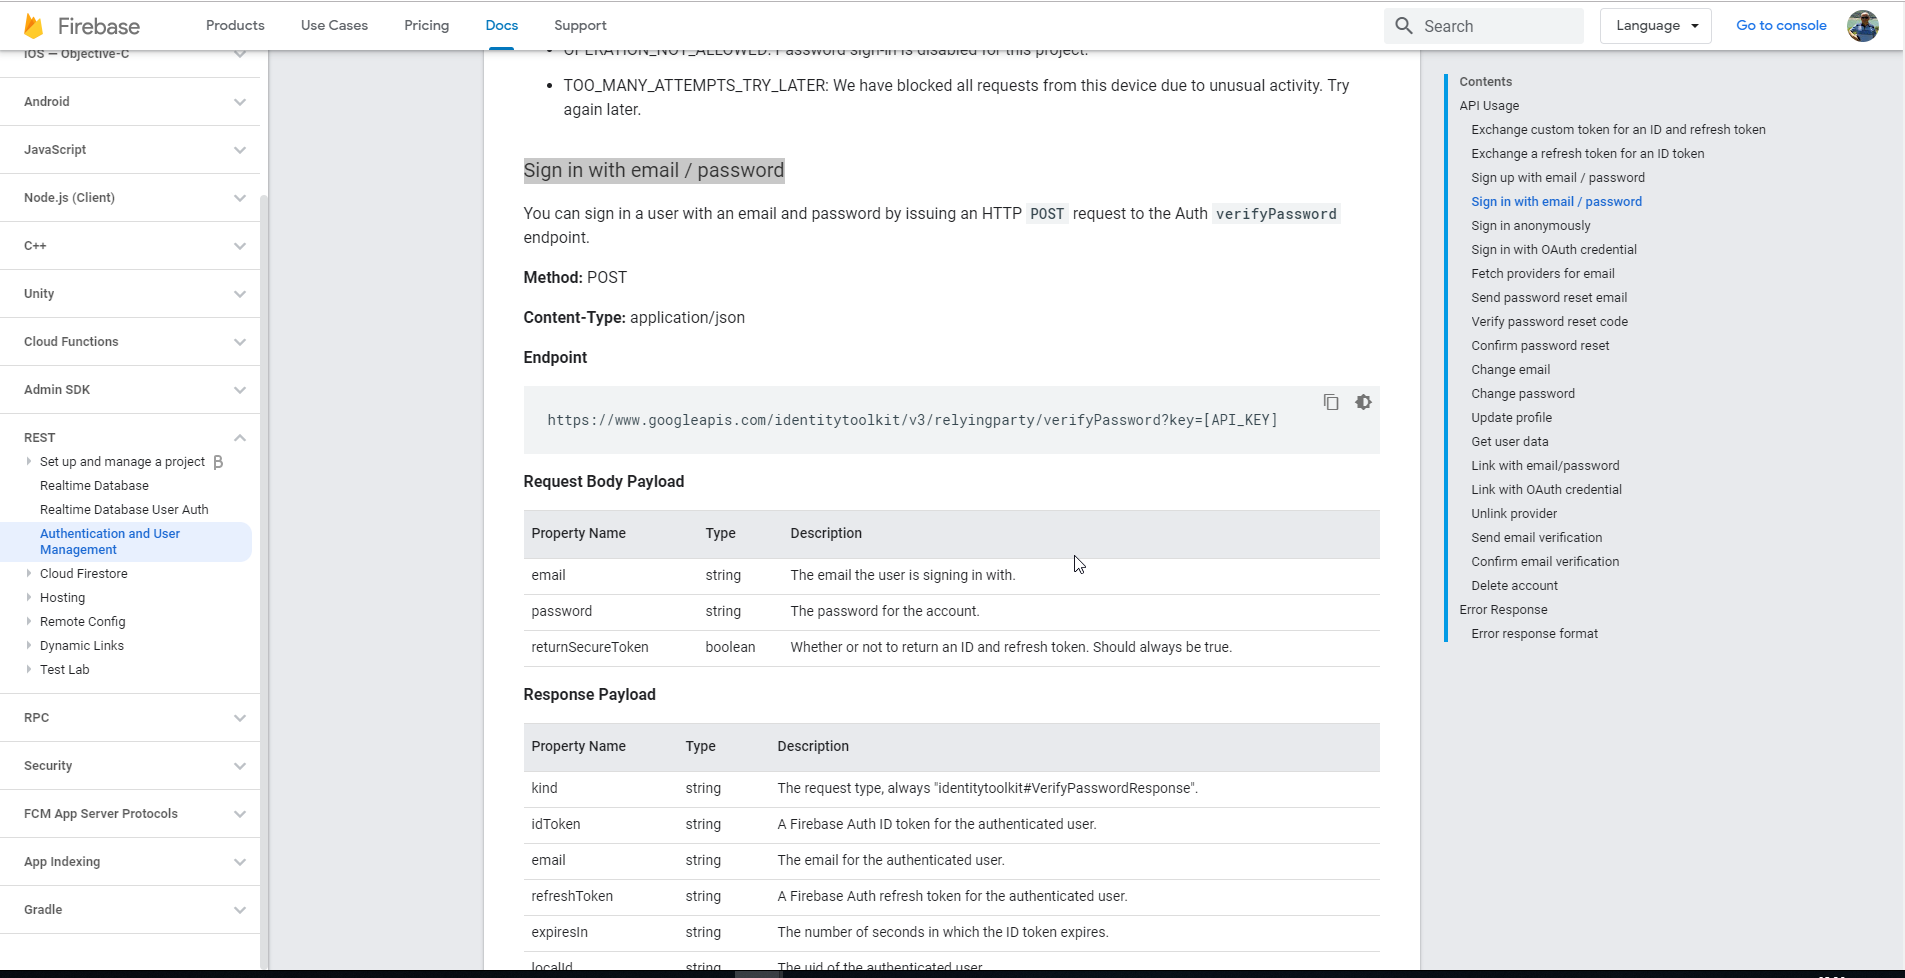 Firebase
Products
Use Cases
Pricing
Docs
Support
Search
Language
Go to console
iOS — Objective-C
Android
JavaScript
Node.js (Client)
C++
Unity
Cloud Functions
Admin SDK
REST
Set up and manage a project β
Realtime Database
Realtime Database User Auth
Authentication and User
Management
Cloud Firestore
Hosting
Remote Config
Dynamic Links
Test Lab
RPC
Security
FCM App Server Protocols
App Indexing
Gradle
OPERATION_NOT_ALLOWED: Password sign-in is disabled for this project.
• TOO_MANY_ATTEMPTS_TRY_LATER: We have blocked all requests from this device due to unusual activity. Try
again later.
Sign in with email / password
You can sign in a user with an email and password by issuing an HTTP POST request to the Auth verifyPassword
endpoint.
Method: POST
Content-Type: application/json
Endpoint
https://www.googleapis.com/identitytoolkit/v3/relyingparty/verifyPassword?key=[API_KEY]
Request Body Payload
Property Name Type Description
email string The email the user is signing in with.
password string The password for the account.
returnSecureToken boolean Whether or not to return an ID and refresh token. Should always be true.
Response Payload
Property Name Type Description
kind string The request type, always "identitytoolkit#VerifyPasswordResponse".
idToken string A Firebase Auth ID token for the authenticated user.
email string The email for the authenticated user.
refreshToken string A Firebase Auth refresh token for the authenticated user.
expiresIn string The number of seconds in which the ID token expires.
localId string The uid of the authenticated user.
Contents
API Usage
Exchange custom token for an ID and refresh token
Exchange a refresh token for an ID token
Sign up with email / password
Sign in with email / password
Sign in anonymously
Sign in with OAuth credential
Fetch providers for email
Send password reset email
Verify password reset code
Confirm password reset
Change email
Change password
Update profile
Get user data
Link with email/password
Link with OAuth credential
Unlink provider
Send email verification
Confirm email verification
Delete account
Error Response
Error response format